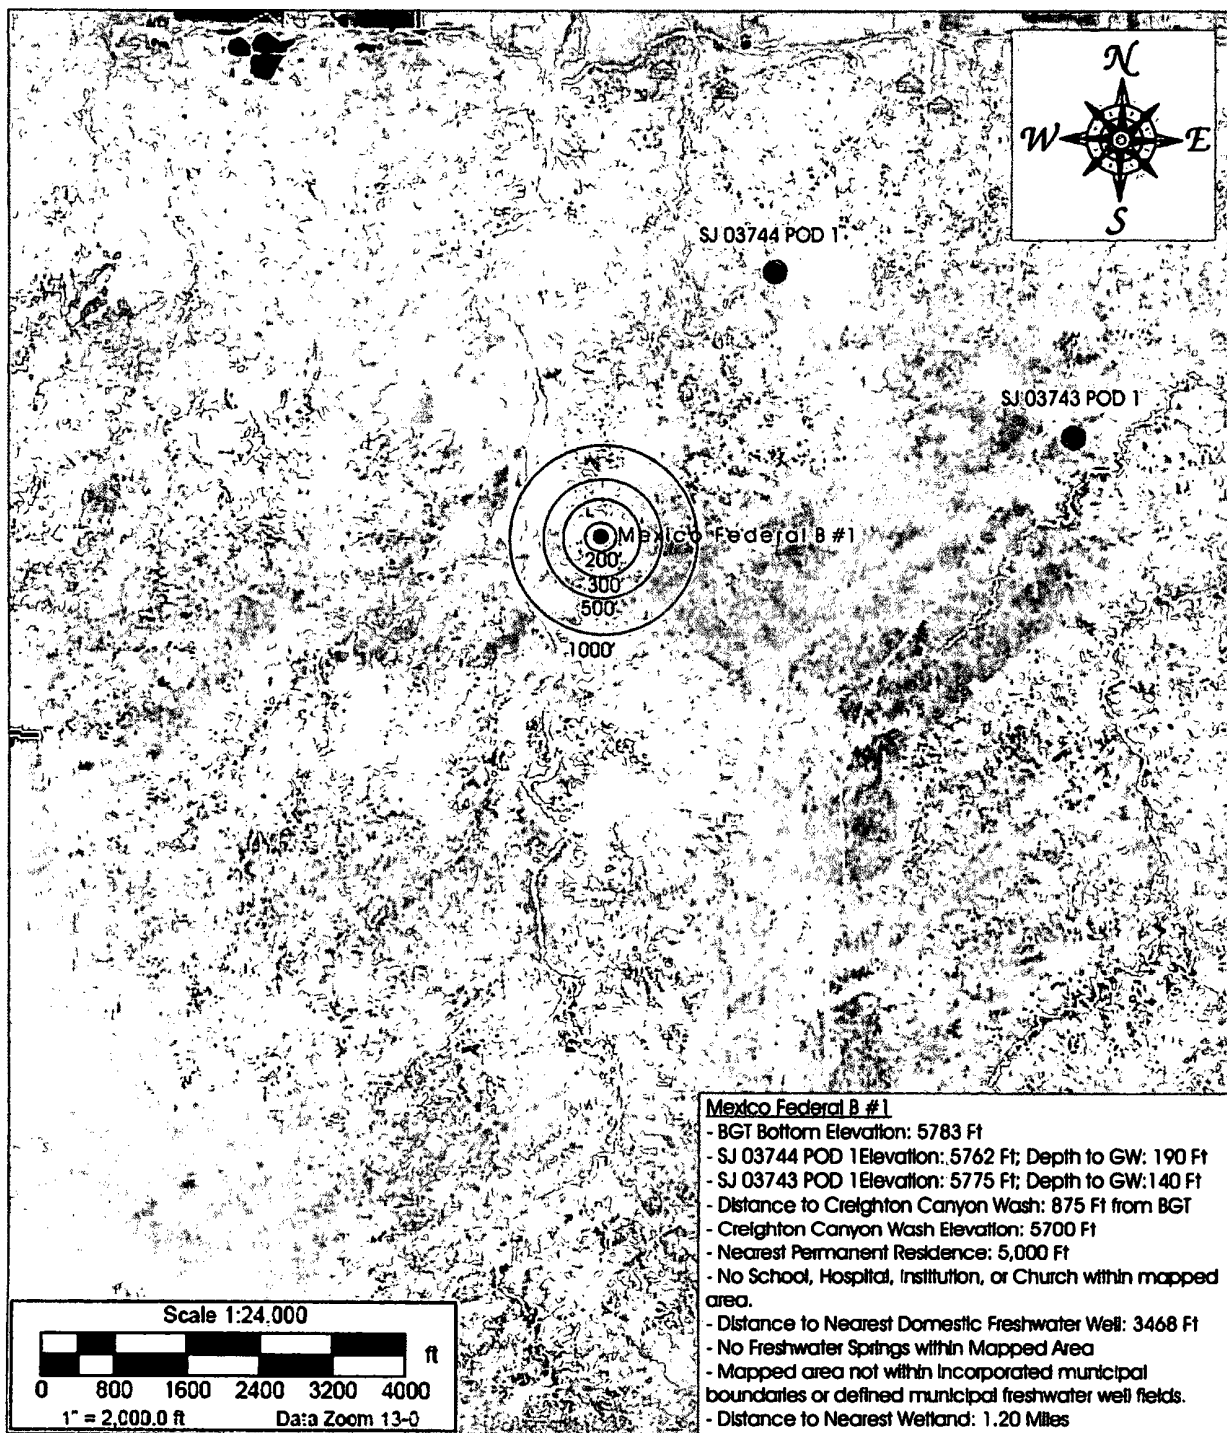 N
W E
S
SJ 03744 POD 1
SJ 03743 POD 1
Mexico Federal B #1
200'
300'
500'
1000'
Mexico Federal B #1
- BGT Bottom Elevation: 5783 Ft
- SJ 03744 POD 1 Elevation: 5762 Ft; Depth to GW: 190 Ft
- SJ 03743 POD 1 Elevation: 5775 Ft; Depth to GW: 140 Ft
- Distance to Creighton Canyon Wash: 875 Ft from BGT
- Creighton Canyon Wash Elevation: 5700 Ft
- Nearest Permanent Residence: 5,000 Ft
- No School, Hospital, Institution, or Church within mapped
area.
- Distance to Nearest Domestic Freshwater Well: 3468 Ft
- No Freshwater Springs within Mapped Area
- Mapped area not within incorporated municipal
boundaries or defined municipal freshwater well fields.
- Distance to Nearest Wetland: 1.20 Miles
Scale 1:24,000
ft
0 800 1600 2400 3200 4000
1" = 2,000.0 ft Data Zoom 13-0